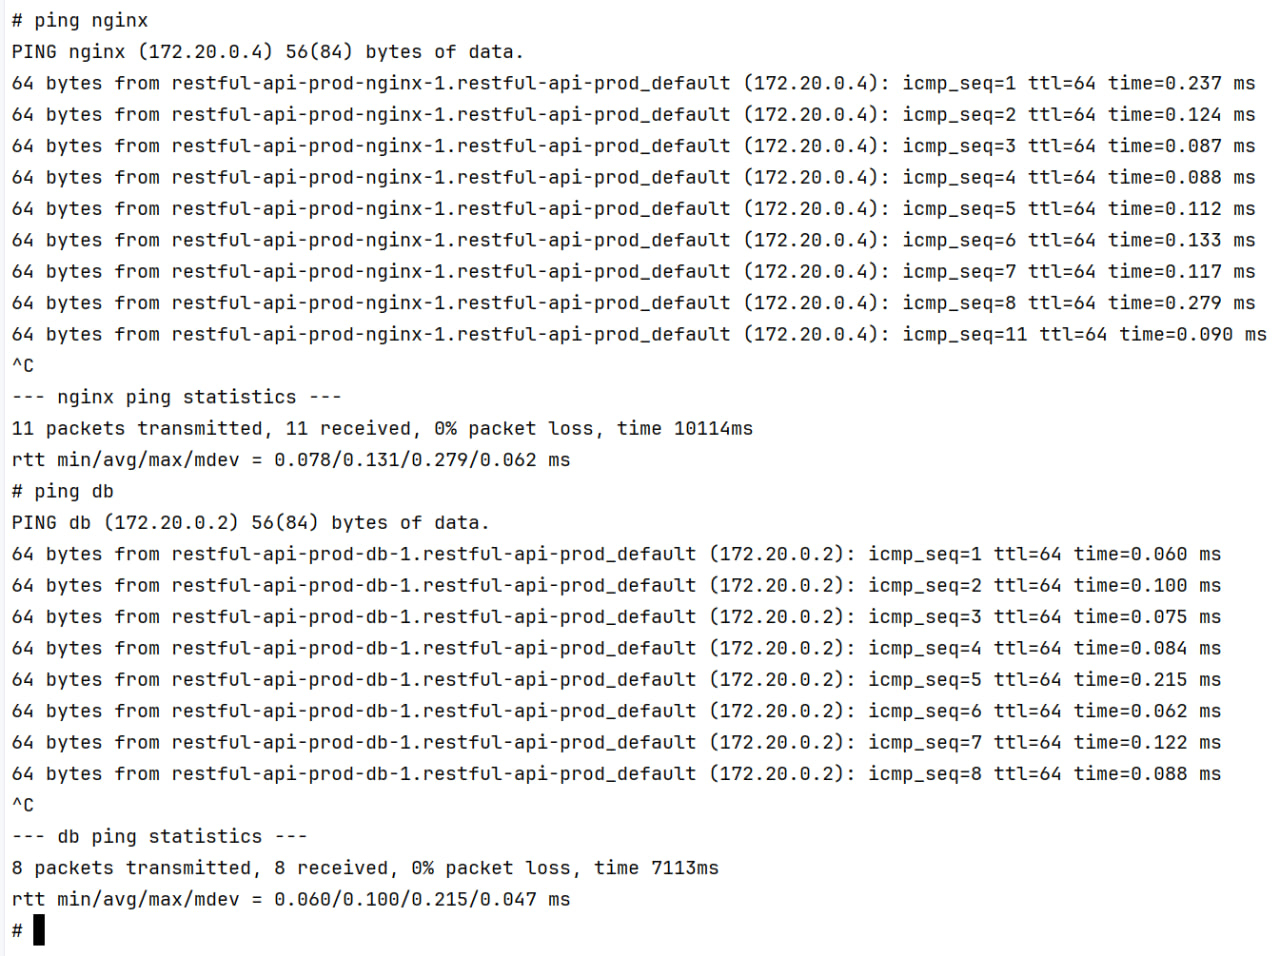 # ping nginx
PING nginx (172.20.0.4) 56(84) bytes of data.
64 bytes from restful-api-prod-nginx-1.restful-api-prod_default (172.20.0.4): icmp_seq=1 ttl=64 time=0.237 ms
64 bytes from restful-api-prod-nginx-1.restful-api-prod_default (172.20.0.4): icmp_seq=2 ttl=64 time=0.124 ms
64 bytes from restful-api-prod-nginx-1.restful-api-prod_default (172.20.0.4): icmp_seq=3 ttl=64 time=0.087 ms
64 bytes from restful-api-prod-nginx-1.restful-api-prod_default (172.20.0.4): icmp_seq=4 ttl=64 time=0.088 ms
64 bytes from restful-api-prod-nginx-1.restful-api-prod_default (172.20.0.4): icmp_seq=5 ttl=64 time=0.112 ms
64 bytes from restful-api-prod-nginx-1.restful-api-prod_default (172.20.0.4): icmp_seq=6 ttl=64 time=0.133 ms
64 bytes from restful-api-prod-nginx-1.restful-api-prod_default (172.20.0.4): icmp_seq=7 ttl=64 time=0.117 ms
64 bytes from restful-api-prod-nginx-1.restful-api-prod_default (172.20.0.4): icmp_seq=8 ttl=64 time=0.279 ms
64 bytes from restful-api-prod-nginx-1.restful-api-prod_default (172.20.0.4): icmp_seq=11 ttl=64 time=0.090 ms
^C
--- nginx ping statistics ---
11 packets transmitted, 11 received, 0% packet loss, time 10114ms
rtt min/avg/max/mdev = 0.078/0.131/0.279/0.062 ms
# ping db
PING db (172.20.0.2) 56(84) bytes of data.
64 bytes from restful-api-prod-db-1.restful-api-prod_default (172.20.0.2): icmp_seq=1 ttl=64 time=0.060 ms
64 bytes from restful-api-prod-db-1.restful-api-prod_default (172.20.0.2): icmp_seq=2 ttl=64 time=0.100 ms
64 bytes from restful-api-prod-db-1.restful-api-prod_default (172.20.0.2): icmp_seq=3 ttl=64 time=0.075 ms
64 bytes from restful-api-prod-db-1.restful-api-prod_default (172.20.0.2): icmp_seq=4 ttl=64 time=0.084 ms
64 bytes from restful-api-prod-db-1.restful-api-prod_default (172.20.0.2): icmp_seq=5 ttl=64 time=0.215 ms
64 bytes from restful-api-prod-db-1.restful-api-prod_default (172.20.0.2): icmp_seq=6 ttl=64 time=0.062 ms
64 bytes from restful-api-prod-db-1.restful-api-prod_default (172.20.0.2): icmp_seq=7 ttl=64 time=0.122 ms
64 bytes from restful-api-prod-db-1.restful-api-prod_default (172.20.0.2): icmp_seq=8 ttl=64 time=0.088 ms
^C
--- db ping statistics ---
8 packets transmitted, 8 received, 0% packet loss, time 7113ms
rtt min/avg/max/mdev = 0.060/0.100/0.215/0.047 ms
#